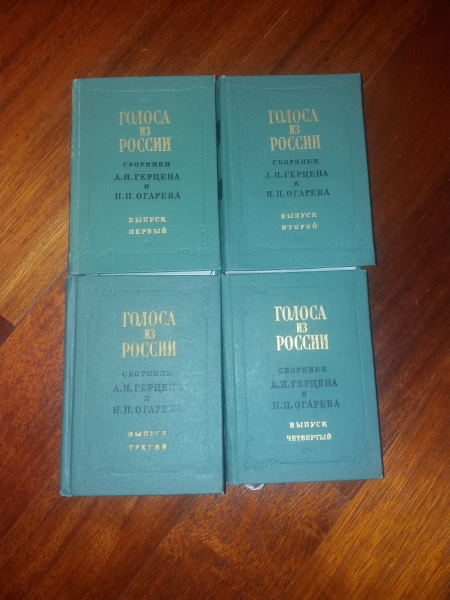 ГОЛОСА
ИЗ
РОССИИ
СБОРНИКИ
А.И.ГЕРЦЕНА
И
Н.П.ОГАРЕВА
ВЫПУСК
ПЕРВЫЙ
ГОЛОСА
ИЗ
РОССИИ
СБОРНИКИ
А.И.ГЕРЦЕНА
И
Н.П.ОГАРЕВА
ВЫПУСК
ВТОРОЙ
ГОЛОСА
ИЗ
РОССИИ
СБОРНИКИ
А.И.ГЕРЦЕНА
И
Н.П.ОГАРЕВА
ВЫПУСК
ТРЕТИЙ
ГОЛОСА
ИЗ
РОССИИ
СБОРНИКИ
А.И.ГЕРЦЕНА
И
Н.П.ОГАРЕВА
ВЫПУСК
ЧЕТВЕРТЫЙ